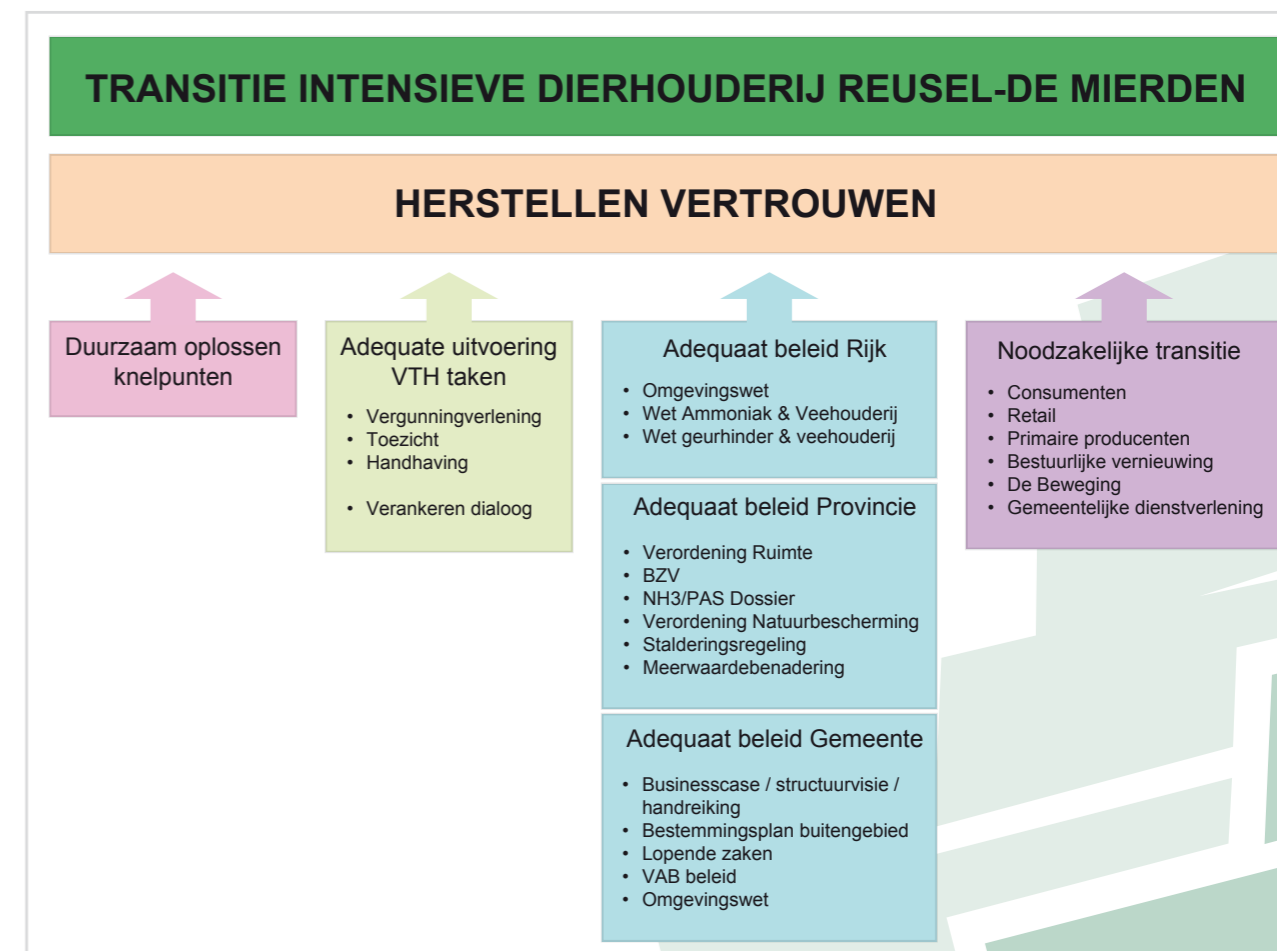 TRANSITIE INTENSIEVE DIERHOUDERIJ REUSEL-DE MIERDEN
HERSTELLEN VERTROUWEN
Duurzaam oplossen
knelpunten
Adequate uitvoering
VTH taken
• Vergunningverlening
• Toezicht
• Handhaving
• Verankeren dialoog
Adequaat beleid Rijk
• Omgevingswet
• Wet Ammoniak & Veehouderij
• Wet geurhinder & veehouderij
Adequaat beleid Provincie
• Verordening Ruimte
• BZV
• NH3/PAS Dossier
• Verordening Natuurbescherming
• Stalderingsregeling
• Meerwaardebenadering
Adequaat beleid Gemeente
• Businesscase / structuurvisie /
handreiking
• Bestemmingsplan buitengebied
• Lopende zaken
• VAB beleid
• Omgevingswet
Noodzakelijke transitie
• Consumenten
• Retail
• Primaire producenten
• Bestuurlijke vernieuwing
• De Beweging
• Gemeentelijke dienstverlening